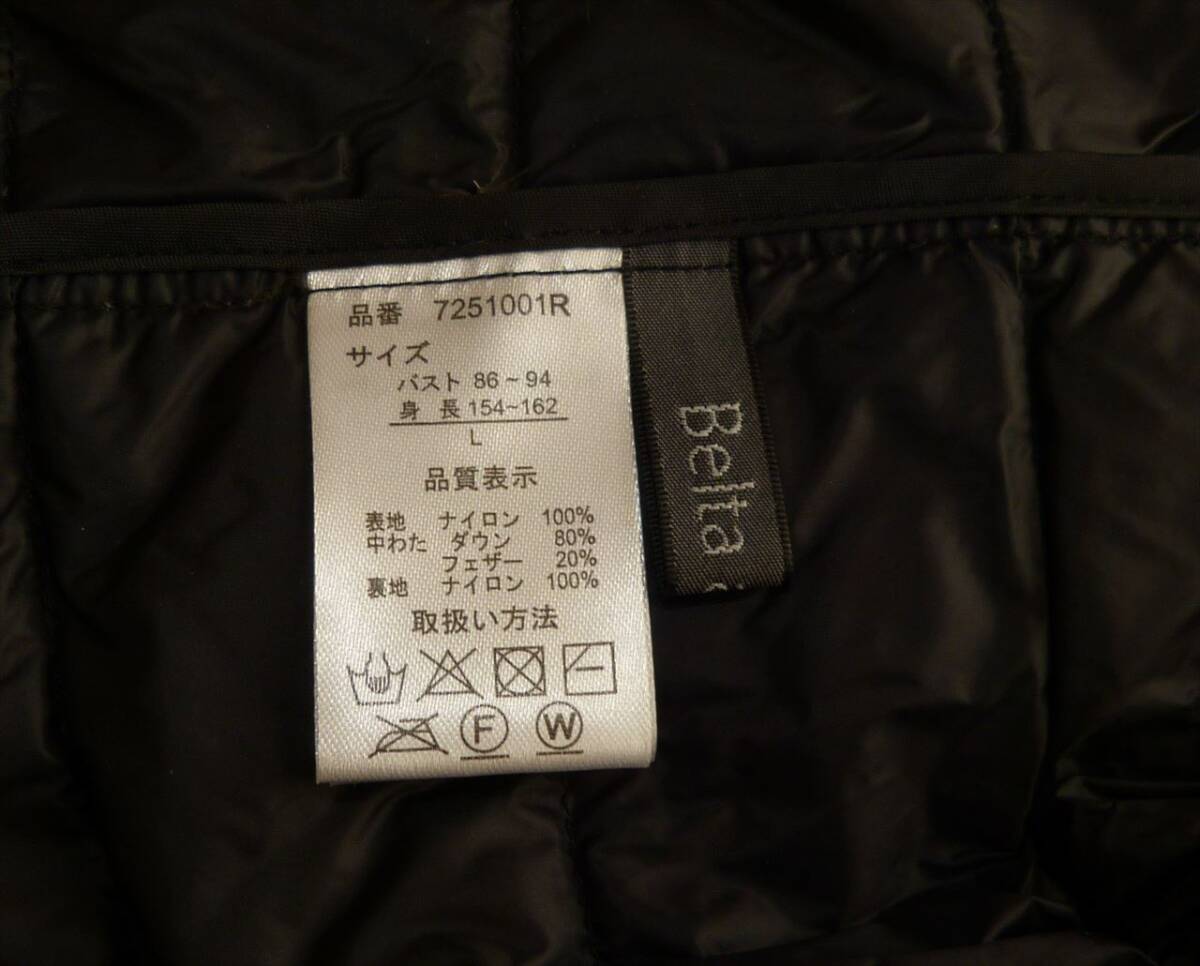 品番 7251001R
サイズ
バスト 86~94
身 長 154~162
L
品質表示
表地 ナイロン 100%
中わた ダウン 80%
フェザー 20%
裏地 ナイロン 100%
取扱い方法
F W
Belta